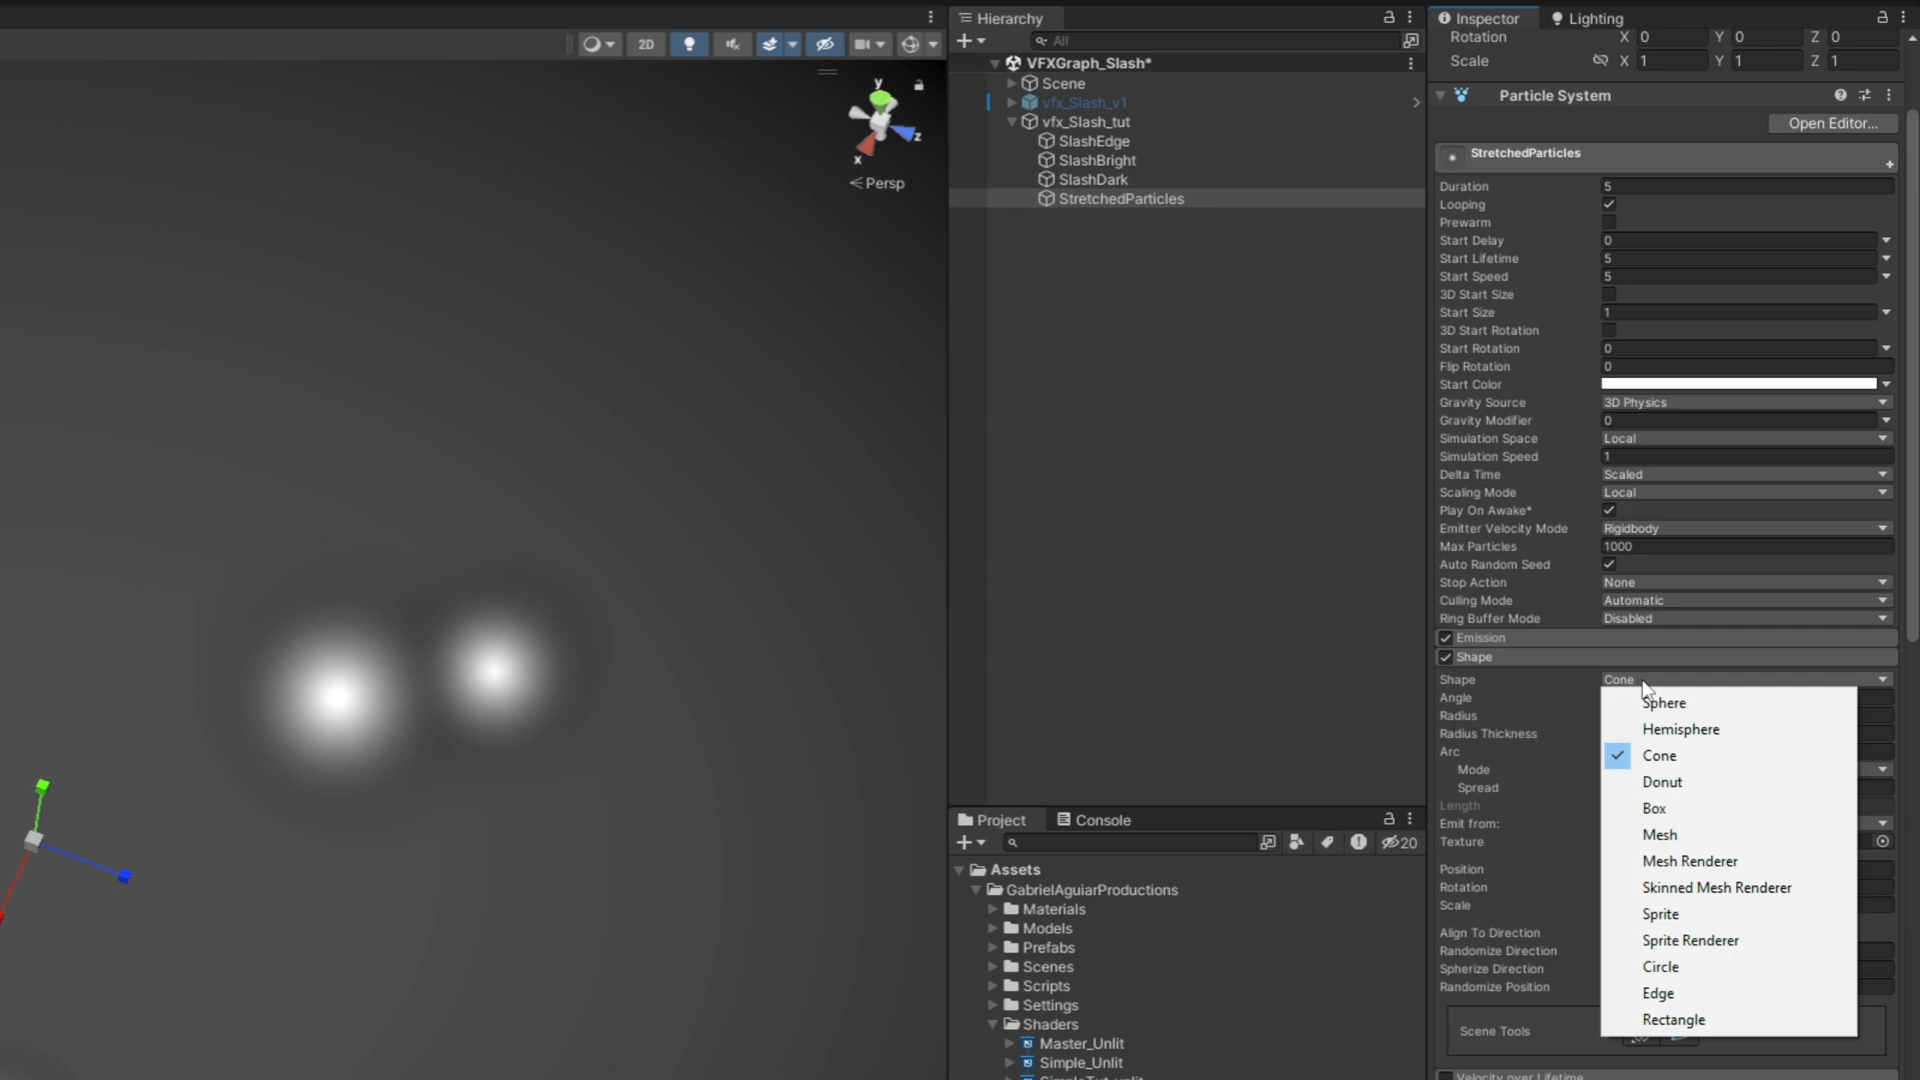 2D
y
z
x
Persp
Hierarchy
All
VFXGraph_Slash*
Scene
vfx_Slash_v1
vfx_Slash_tut
SlashEdge
SlashBright
SlashDark
StretchedParticles
Project
Console
20
Assets
GabrielAguiarProductions
Materials
Models
Prefabs
Scenes
Scripts
Settings
Shaders
Master_Unlit
Simple_Unlit
SimpleTut_unlit
Inspector
Lighting
Rotation X 0 Y 0 Z 0
Scale X 1 Y 1 Z 1
Particle System
Open Editor...
StretchedParticles
Duration 5
Looping
Prewarm
Start Delay 0
Start Lifetime 5
Start Speed 5
3D Start Size
Start Size 1
3D Start Rotation
Start Rotation 0
Flip Rotation 0
Start Color
Gravity Source 3D Physics
Gravity Modifier 0
Simulation Space Local
Simulation Speed 1
Delta Time Scaled
Scaling Mode Local
Play On Awake*
Emitter Velocity Mode Rigidbody
Max Particles 1000
Auto Random Seed
Stop Action None
Culling Mode Automatic
Ring Buffer Mode Disabled
Emission
Shape
Shape Cone
Angle
Radius
Radius Thickness
Arc
Mode
Spread
Length
Emit from:
Texture
Position
Rotation
Scale
Align To Direction
Randomize Direction
Spherize Direction
Randomize Position
Scene Tools
Velocity over Lifetime
Sphere
Hemisphere
Cone
Donut
Box
Mesh
Mesh Renderer
Skinned Mesh Renderer
Sprite
Sprite Renderer
Circle
Edge
Rectangle